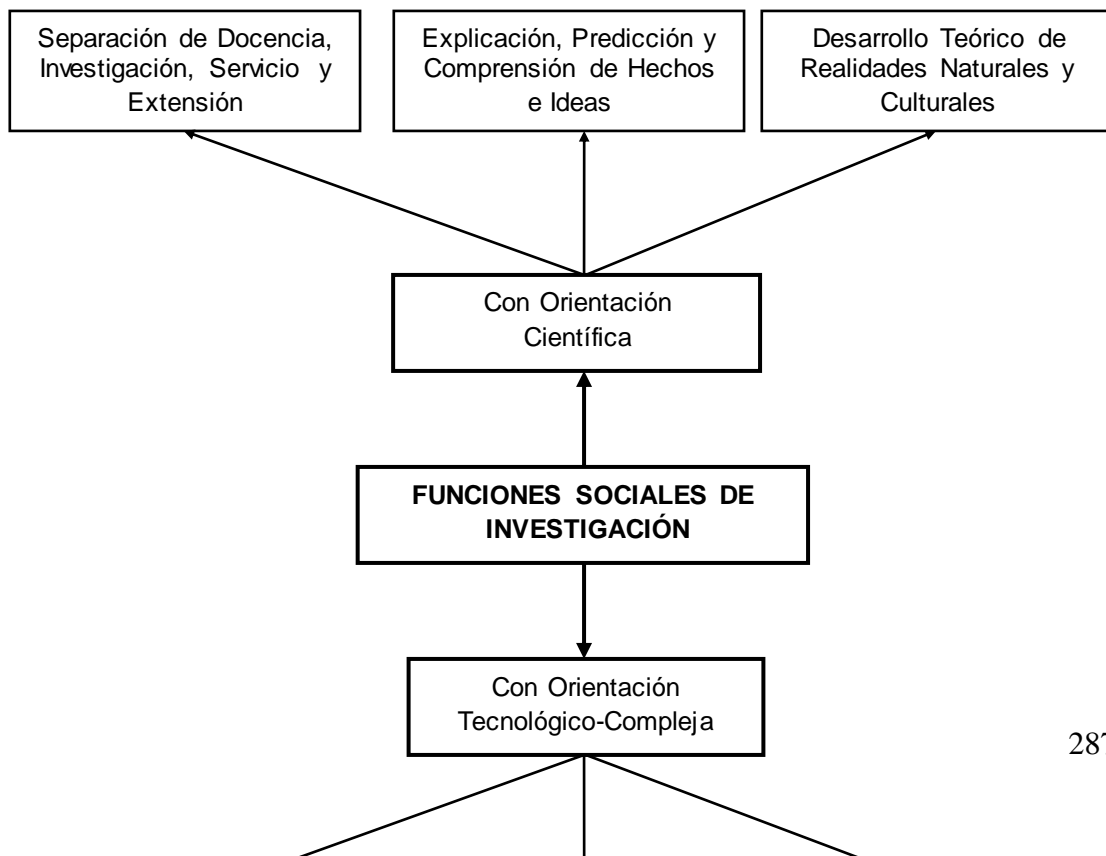 Separación de Docencia,
Investigación, Servicio y
Extensión
Explicación, Predicción y
Comprensión de Hechos
e Ideas
Desarrollo Teórico de
Realidades Naturales y
Culturales
Con Orientación
Científica
FUNCIONES SOCIALES DE
INVESTIGACIÓN
Con Orientación
Tecnológico-Compleja
287